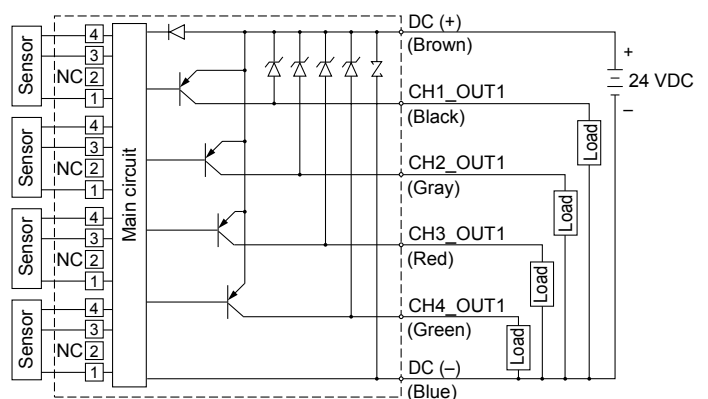 DC (+)
(Brown)
+
24 VDC
–
CH1_OUT1
(Black)
CH2_OUT1
(Gray)
CH3_OUT1
(Red)
CH4_OUT1
(Green)
DC (–)
(Blue)
Load
Load
Load
Load
Main circuit
Sensor
4
3
NC 2
1
Sensor
4
3
NC 2
1
Sensor
4
3
NC 2
1
Sensor
4
3
NC 2
1